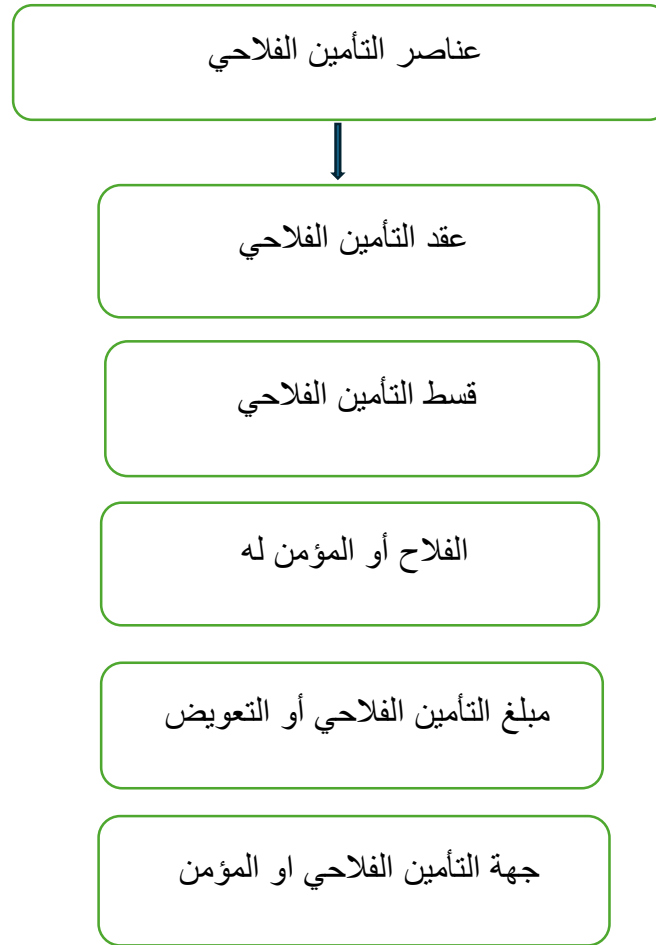 عناصر التأمين الفلاحي
عقد التأمين الفلاحي
قسط التأمين الفلاحي
الفلاح أو المؤمن له
مبلغ التأمين الفلاحي أو التعويض
جهة التأمين الفلاحي او المؤمن